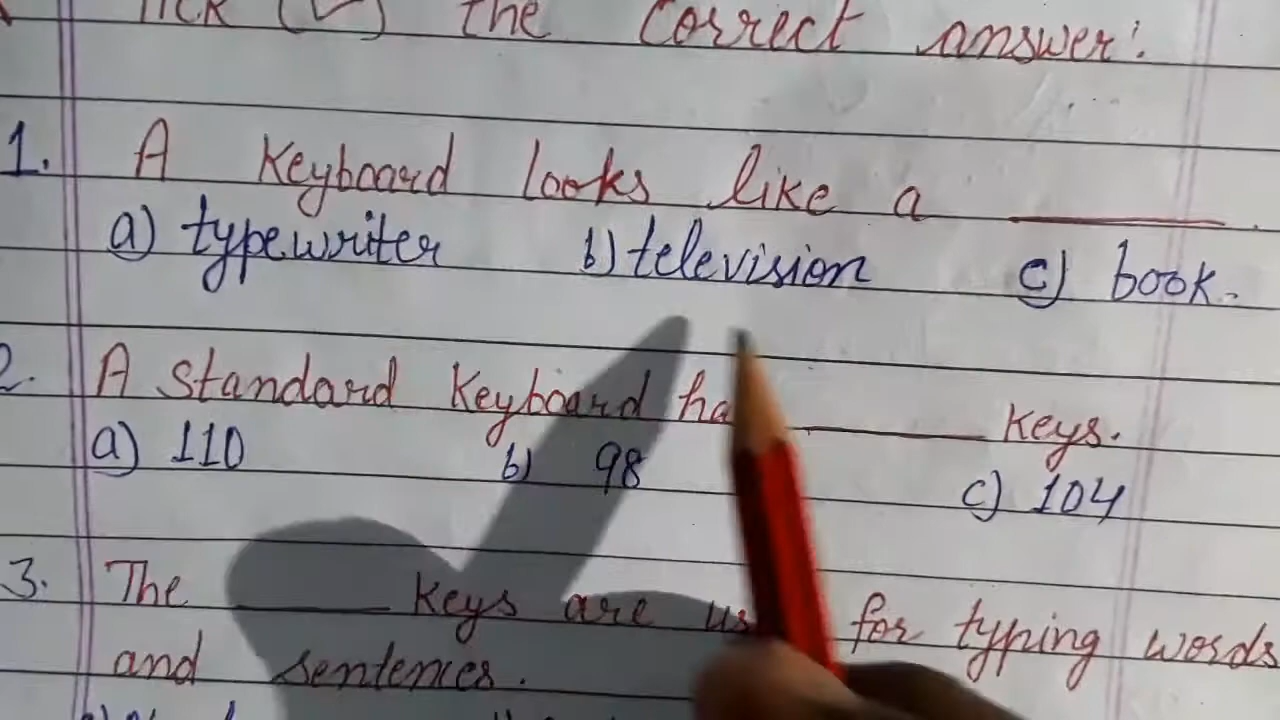 Tick (✓) the correct answer:
1. A Keyboard looks like a ________.
a) typewriter b) television c) book.
2. A standard Keyboard ha ________ Keys.
a) 110 b) 98 c) 104
3. The ________ Keys are us for typing words
and sentences.